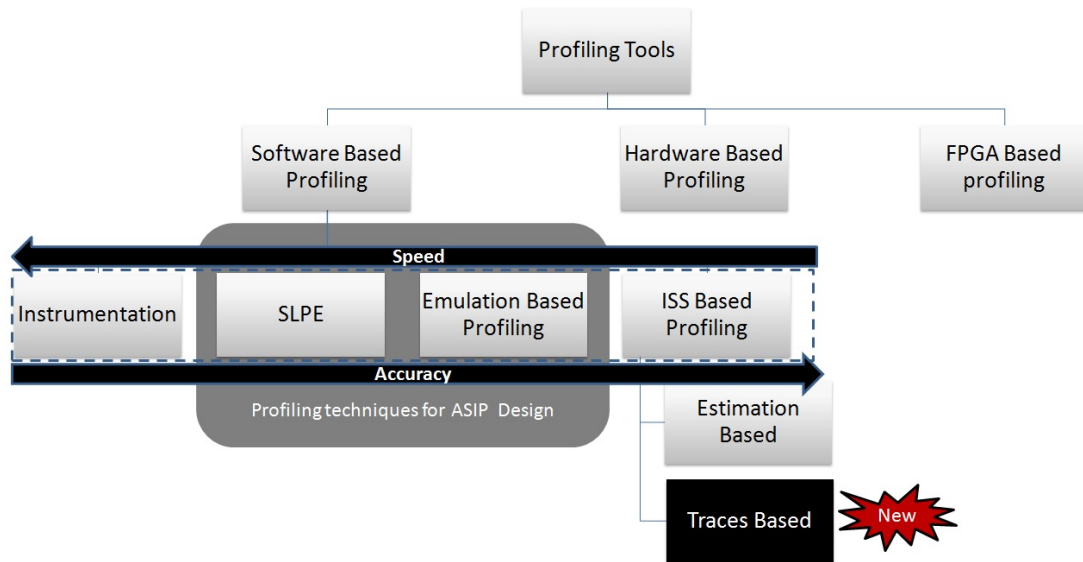 Profiling Tools
Software Based
Profiling
Hardware Based
Profiling
FPGA Based
profiling
Speed
Instrumentation
SLPE
Emulation Based
Profiling
ISS Based
Profiling
Accuracy
Profiling techniques for ASIP Design
Estimation
Based
Traces Based
New